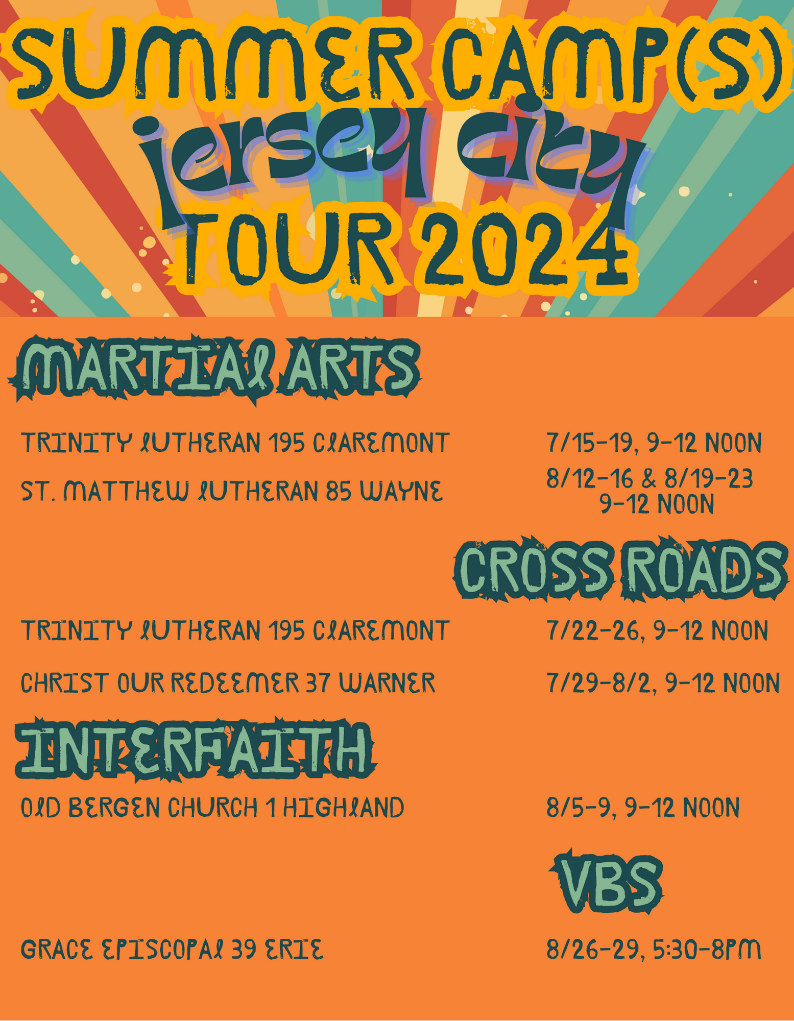 SUMMER CAMP(S)
jersey city
TOUR 2024
MARTIAL ARTS
TRINITY LUTHERAN 195 CLAREMONT 7/15-19, 9-12 NOON
ST. MATTHEW LUTHERAN 85 WAYNE 8/12-16 & 8/19-23
9-12 NOON
CROSS ROADS
TRINITY LUTHERAN 195 CLAREMONT 7/22-26, 9-12 NOON
CHRIST OUR REDEEMER 37 WARNER 7/29-8/2, 9-12 NOON
INTERFAITH
OLD BERGEN CHURCH 1 HIGHLAND 8/5-9, 9-12 NOON
VBS
GRACE EPISCOPAL 39 ERIE 8/26-29, 5:30-8PM